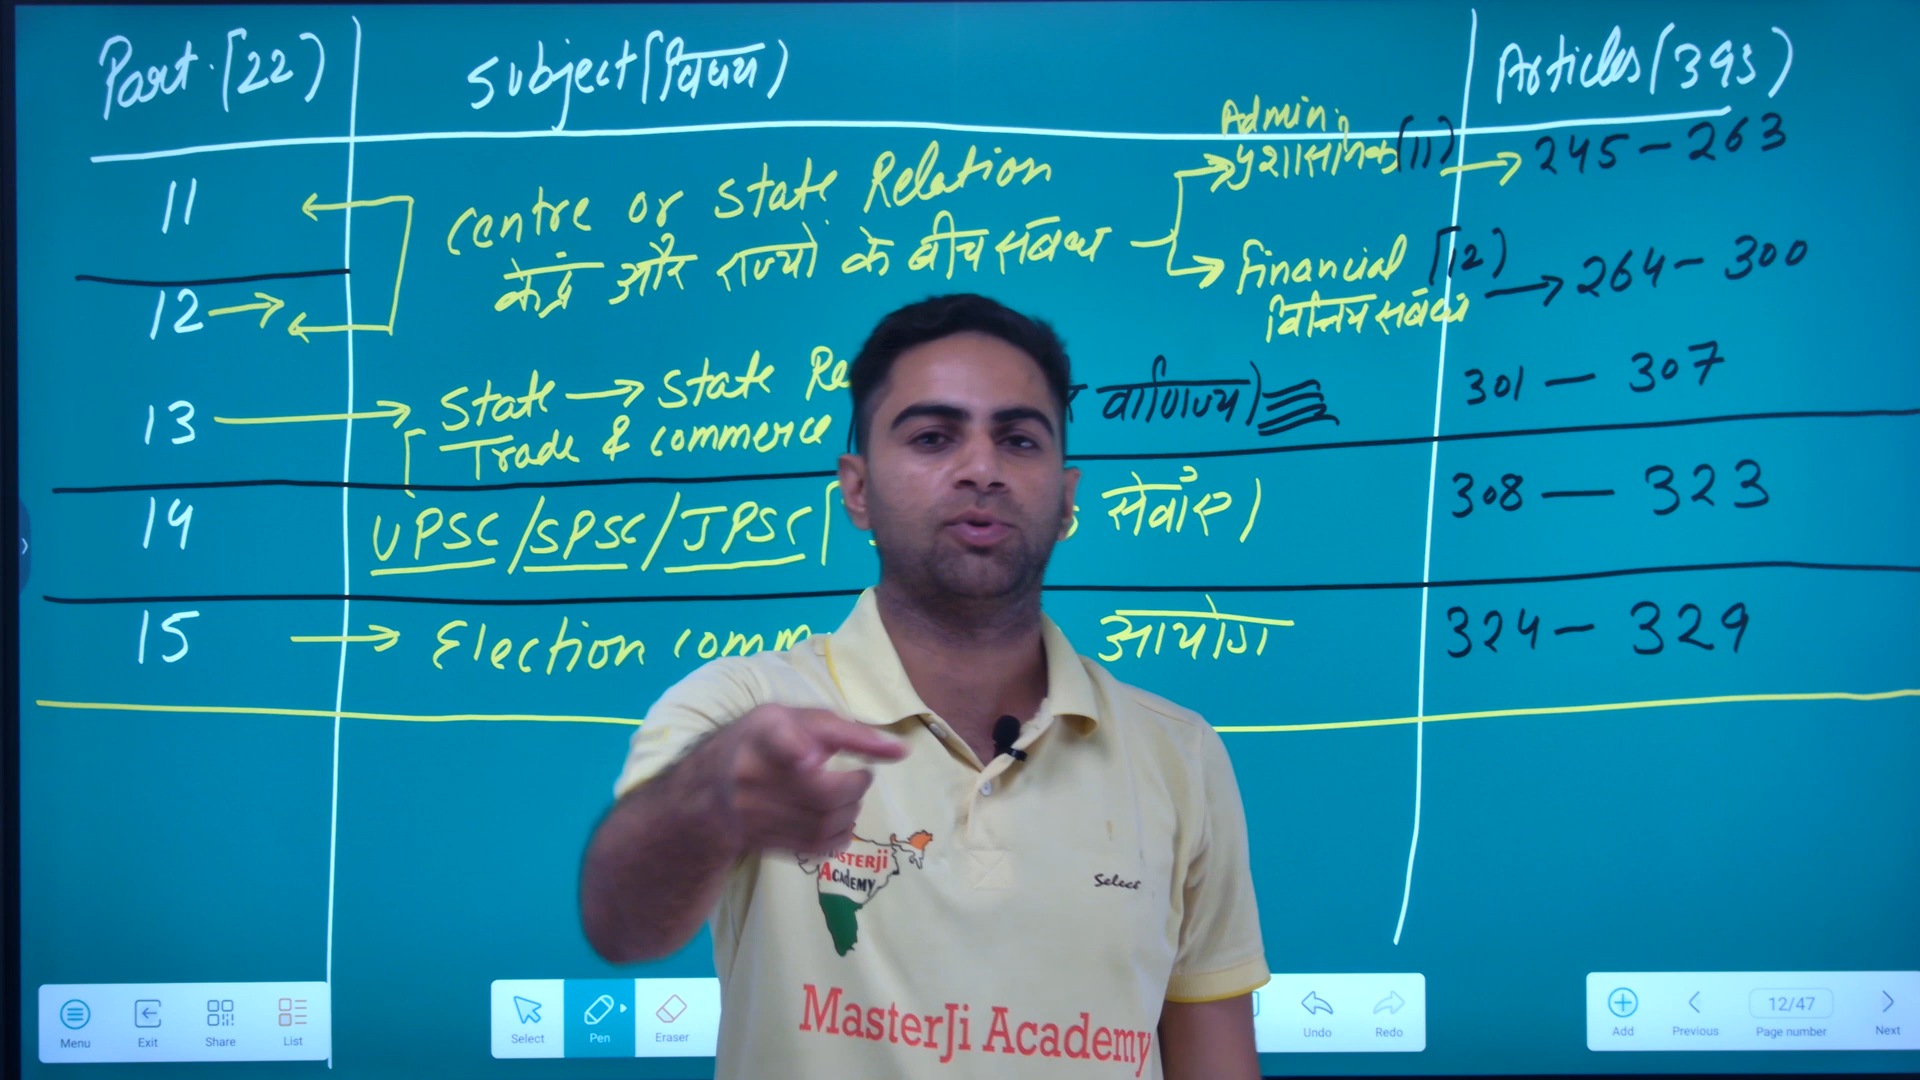 Part (22)
Subject (विषय)
Articles (393)
11
Centre or State Relation
केंद्र और राज्यो के बीच संबंध
Admin.
प्रशासनिक (11) → 245 - 263
12 →
Financial (12)
वित्तिय संबंध → 264 - 300
13 →
State → State Re
Trade & commerce
वाणिज्य)
301 - 307
14
UPSC / SPSC / JPSC (
सेवाए)
308 - 323
15 →
Election comm
आयोग
324 - 329
MASTERJI
ACADEMY
Select
MasterJi Academy
Menu
Exit
Share
List
Select
Pen
Eraser
Undo
Redo
Add
Previous
12/47
Page number
Next